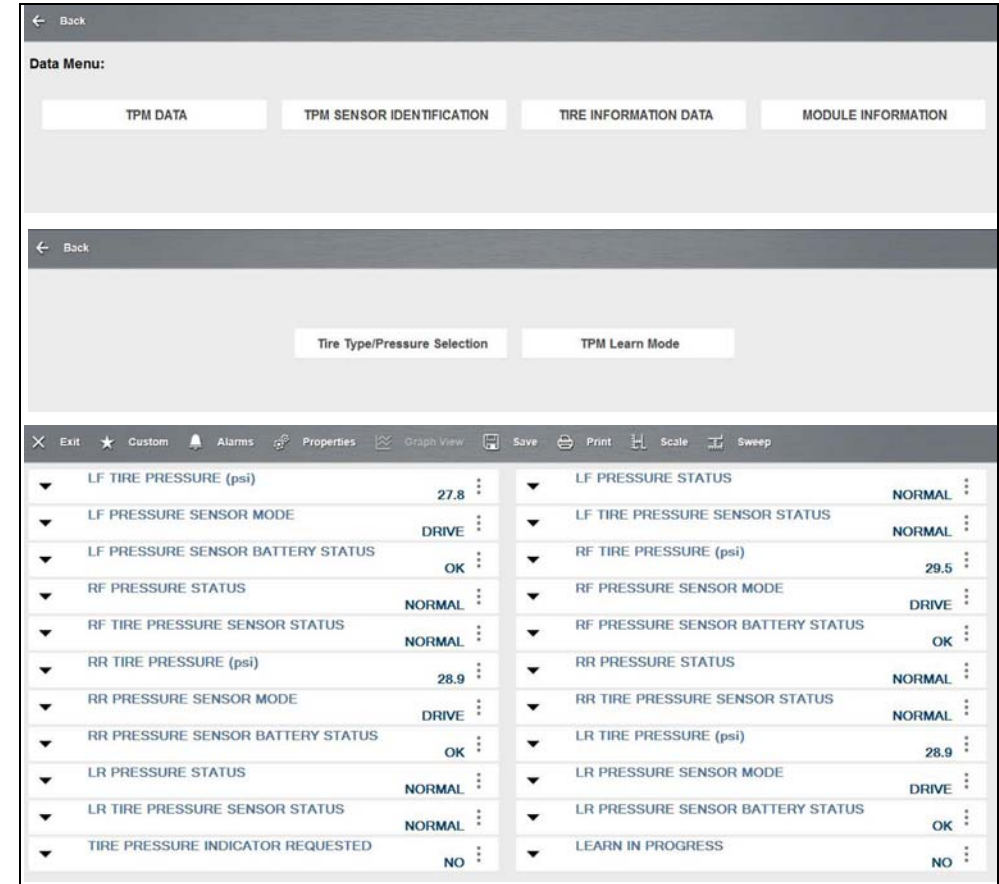 Back
Data Menu:
TPM DATA TPM SENSOR IDENTIFICATION TIRE INFORMATION DATA MODULE INFORMATION
Back
Tire Type/Pressure Selection TPM Learn Mode
Exit Custom Alarms Properties Graph View Save Print Scale Sweep
LF TIRE PRESSURE (psi) 27.8 LF PRESSURE STATUS NORMAL
LF PRESSURE SENSOR MODE DRIVE LF TIRE PRESSURE SENSOR STATUS NORMAL
LF PRESSURE SENSOR BATTERY STATUS OK RF TIRE PRESSURE (psi) 29.5
RF PRESSURE STATUS NORMAL RF PRESSURE SENSOR MODE DRIVE
RF TIRE PRESSURE SENSOR STATUS NORMAL RF PRESSURE SENSOR BATTERY STATUS OK
RR TIRE PRESSURE (psi) 28.9 RR PRESSURE STATUS NORMAL
RR PRESSURE SENSOR MODE DRIVE RR TIRE PRESSURE SENSOR STATUS NORMAL
RR PRESSURE SENSOR BATTERY STATUS OK LR TIRE PRESSURE (psi) 28.9
LR PRESSURE STATUS NORMAL LR PRESSURE SENSOR MODE DRIVE
LR TIRE PRESSURE SENSOR STATUS NORMAL LR PRESSURE SENSOR BATTERY STATUS OK
TIRE PRESSURE INDICATOR REQUESTED NO LEARN IN PROGRESS NO